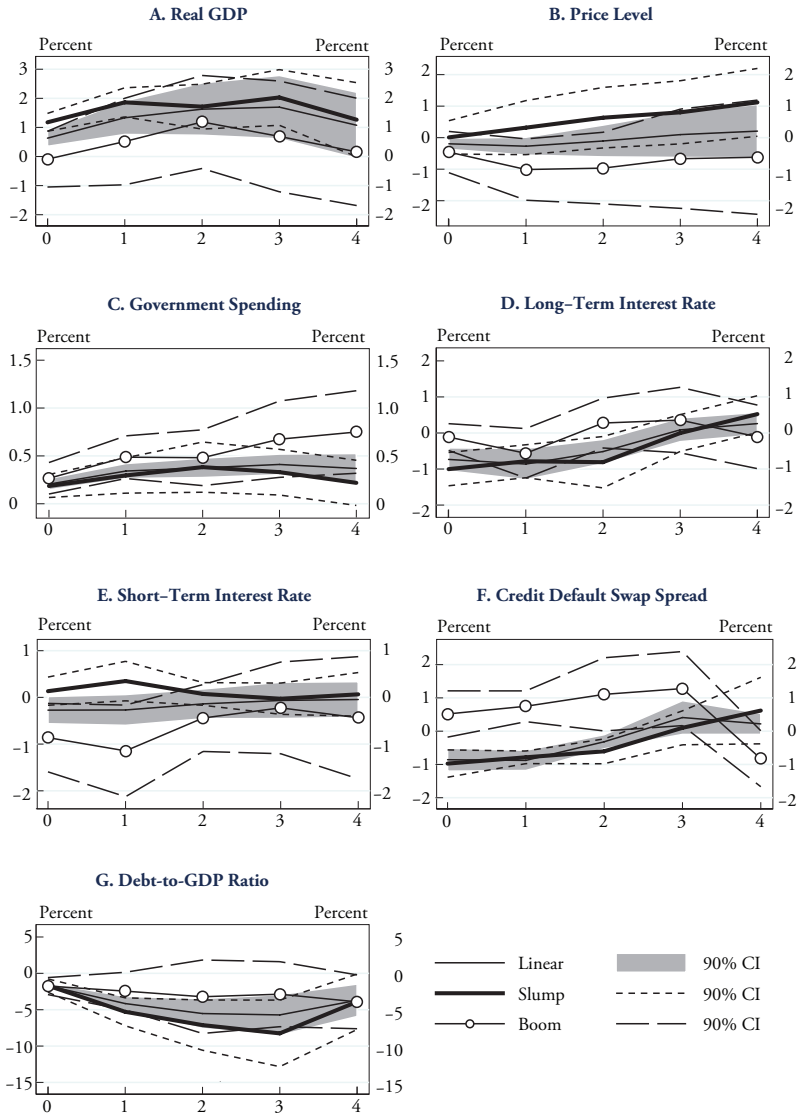 A. Real GDP
Percent Percent
3 3
2 2
1 1
0 0
–1 –1
–2 –2
0 1 2 3 4
B. Price Level
Percent Percent
2 2
1 1
0 0
–1 –1
–2 –2
0 1 2 3 4
C. Government Spending
Percent Percent
1.5 1.5
1.0 1.0
0.5 0.5
0 0
0 1 2 3 4
D. Long–Term Interest Rate
Percent Percent
2 2
1 1
0 0
–1 –1
–2 –2
0 1 2 3 4
E. Short–Term Interest Rate
Percent Percent
1 1
0 0
–1 –1
–2 –2
0 1 2 3 4
F. Credit Default Swap Spread
Percent Percent
2 2
1 1
0 0
–1 –1
–2 –2
0 1 2 3 4
G. Debt-to-GDP Ratio
Percent Percent
5 5
0 0
–5 –5
–10 –10
–15 –15
0 1 2 3 4
Linear 90% CI
Slump 90% CI
Boom 90% CI